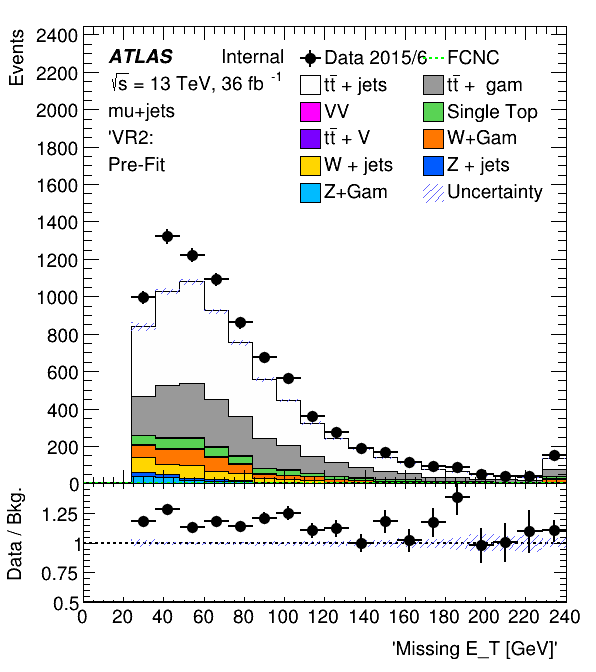 Events
2400
2200
2000
1800
1600
1400
1200
1000
800
600
400
200
0
ATLAS Internal
√s = 13 TeV, 36 fb -1
mu+jets
'VR2:
Pre-Fit
Data 2015/6 FCNC
tt̄ + jets tt̄ + gam
VV Single Top
tt̄ + V W+Gam
W + jets Z + jets
Z+Gam Uncertainty
Data / Bkg.
1.25
1
0.75
0.5
0 20 40 60 80 100 120 140 160 180 200 220 240
'Missing E_T [GeV]'